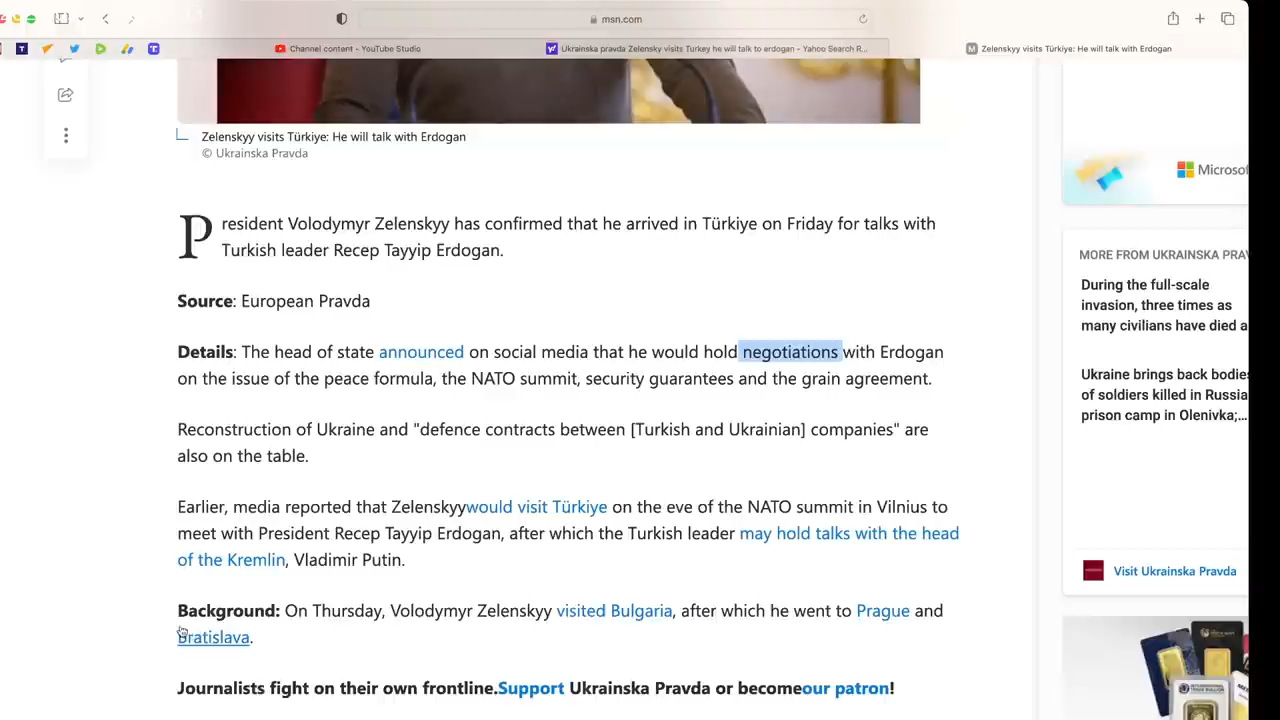 msn.com
Channel content - YouTube Studio
Ukrainska pravda Zelensky visits Turkey he will talk to erdogan - Yahoo Search R...
Zelenskyy visits Türkiye: He will talk with Erdogan
Zelenskyy visits Türkiye: He will talk with Erdogan
© Ukrainska Pravda
President Volodymyr Zelenskyy has confirmed that he arrived in Türkiye on Friday for talks with
Turkish leader Recep Tayyip Erdogan.
Source: European Pravda
Details: The head of state announced on social media that he would hold negotiations with Erdogan
on the issue of the peace formula, the NATO summit, security guarantees and the grain agreement.
Reconstruction of Ukraine and "defence contracts between [Turkish and Ukrainian] companies" are
also on the table.
Earlier, media reported that Zelenskyywould visit Türkiye on the eve of the NATO summit in Vilnius to
meet with President Recep Tayyip Erdogan, after which the Turkish leader may hold talks with the head
of the Kremlin, Vladimir Putin.
Background: On Thursday, Volodymyr Zelenskyy visited Bulgaria, after which he went to Prague and
Bratislava.
Journalists fight on their own frontline.Support Ukrainska Pravda or becomeour patron!
Microsof
MORE FROM UKRAINSKA PRAV
During the full-scale
invasion, three times as
many civilians have died a
Ukraine brings back bodies
of soldiers killed in Russia
prison camp in Olenivka;...
Visit Ukrainska Pravda